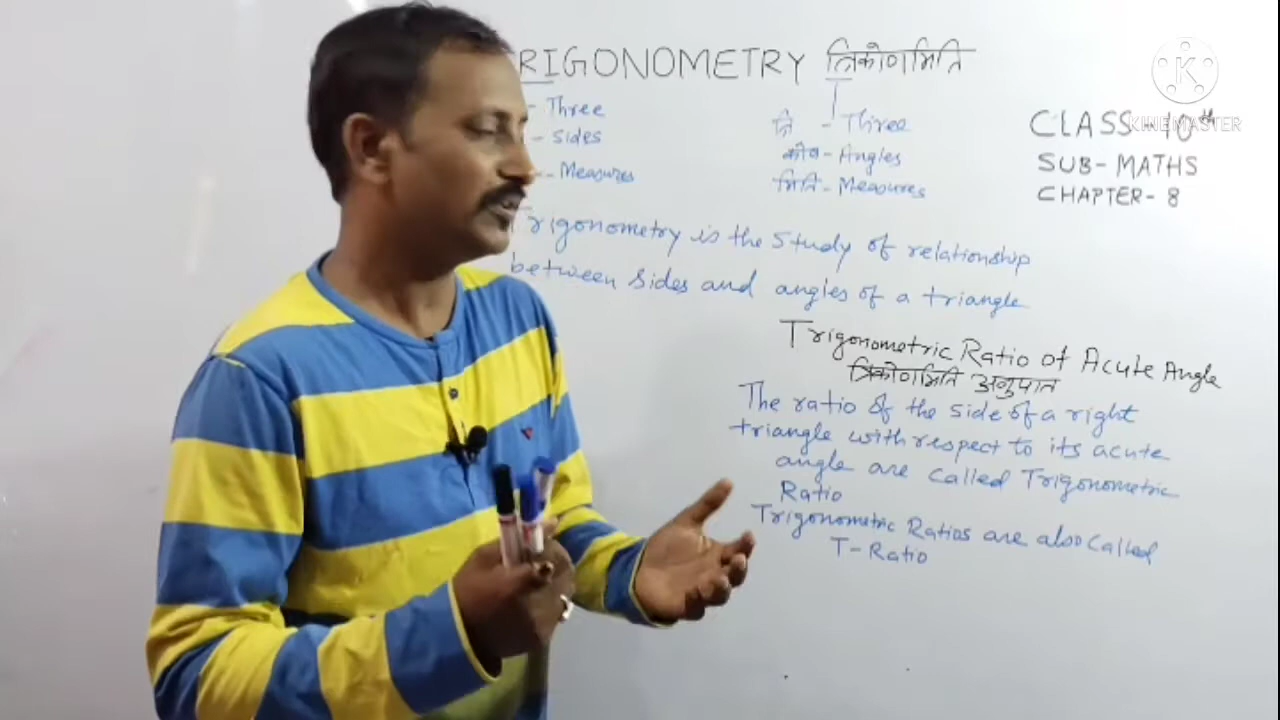 RIGONOMETRY त्रिकोणमिति
- Three
- Sides
-- Measures
त्रि - Three
कोण - Angles
मिति - Measures
CLASS - 10th
SUB - MATHS
CHAPTER - 8
KINEMASTER
Trigonometry is the study of relationship
between sides and angles of a triangle
Trigonometric Ratio of Acute Angle
त्रिकोणमिति अनुपात
The ratio of the side of a right
triangle with respect to its acute
angle are called Trigonometric
Ratio
Trigonometric Ratios are also called
T - Ratio